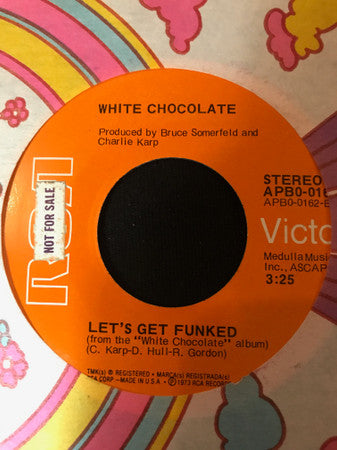 WHITE CHOCOLATE
Produced by Bruce Somerfeld and
Charlie Karp
STEREO
APB0-016
APB0-0162-B
RCA
NOT FOR SALE
Victo
Medulla Music
Inc., ASCAP
3:25
LET'S GET FUNKED
(from the "White Chocolate" album)
(C. Karp-D. Hull-R. Gordon)
TMK(s) ® REGISTERED • MARCA(s) REGISTRADA(s)
RCA CORP.—MADE IN U.S.A. • ℗ 1973 RCA RECORDS